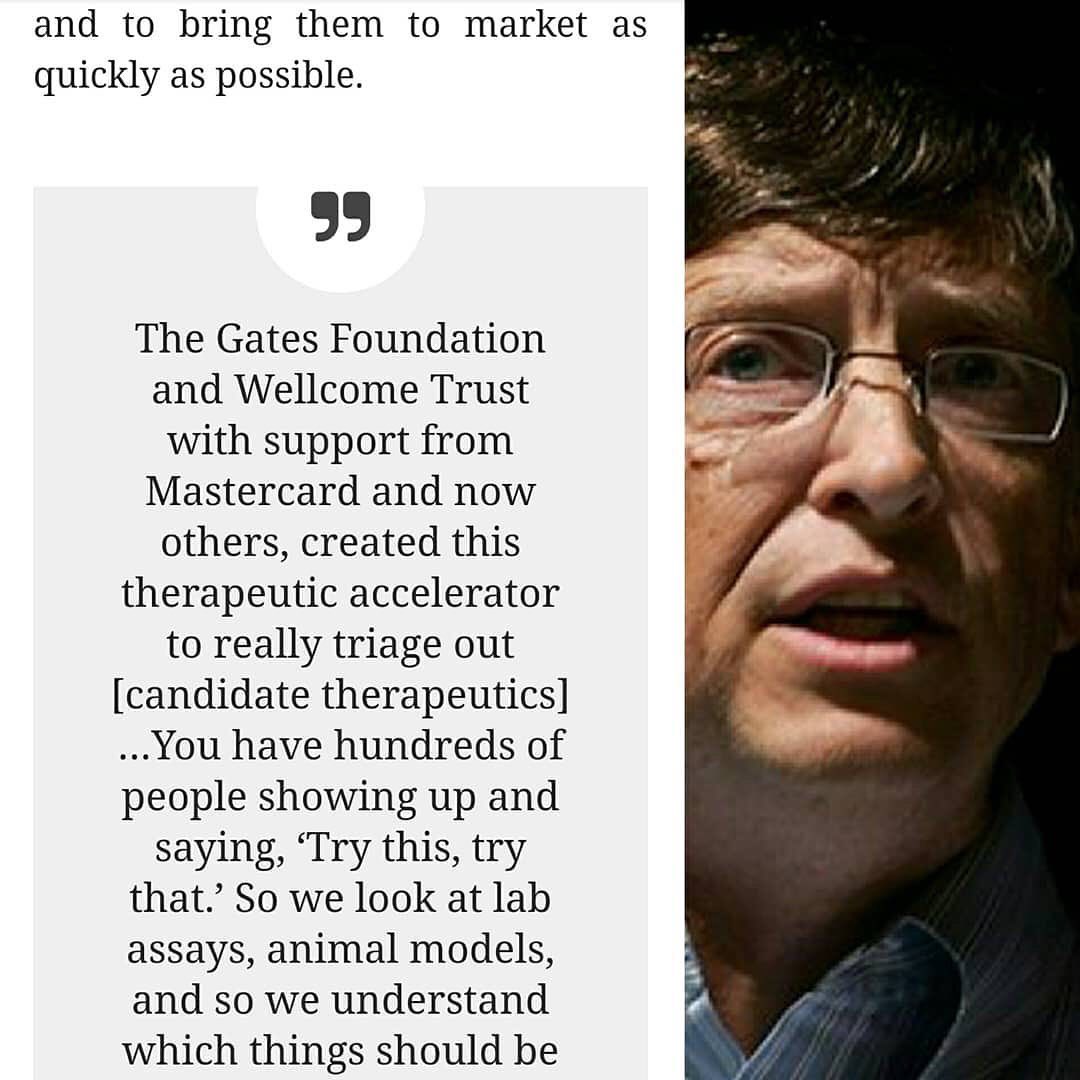 and to bring them to market as
quickly as possible.
”
The Gates Foundation
and Wellcome Trust
with support from
Mastercard and now
others, created this
therapeutic accelerator
to really triage out
[candidate therapeutics]
...You have hundreds of
people showing up and
saying, ‘Try this, try
that.’ So we look at lab
assays, animal models,
and so we understand
which things should be